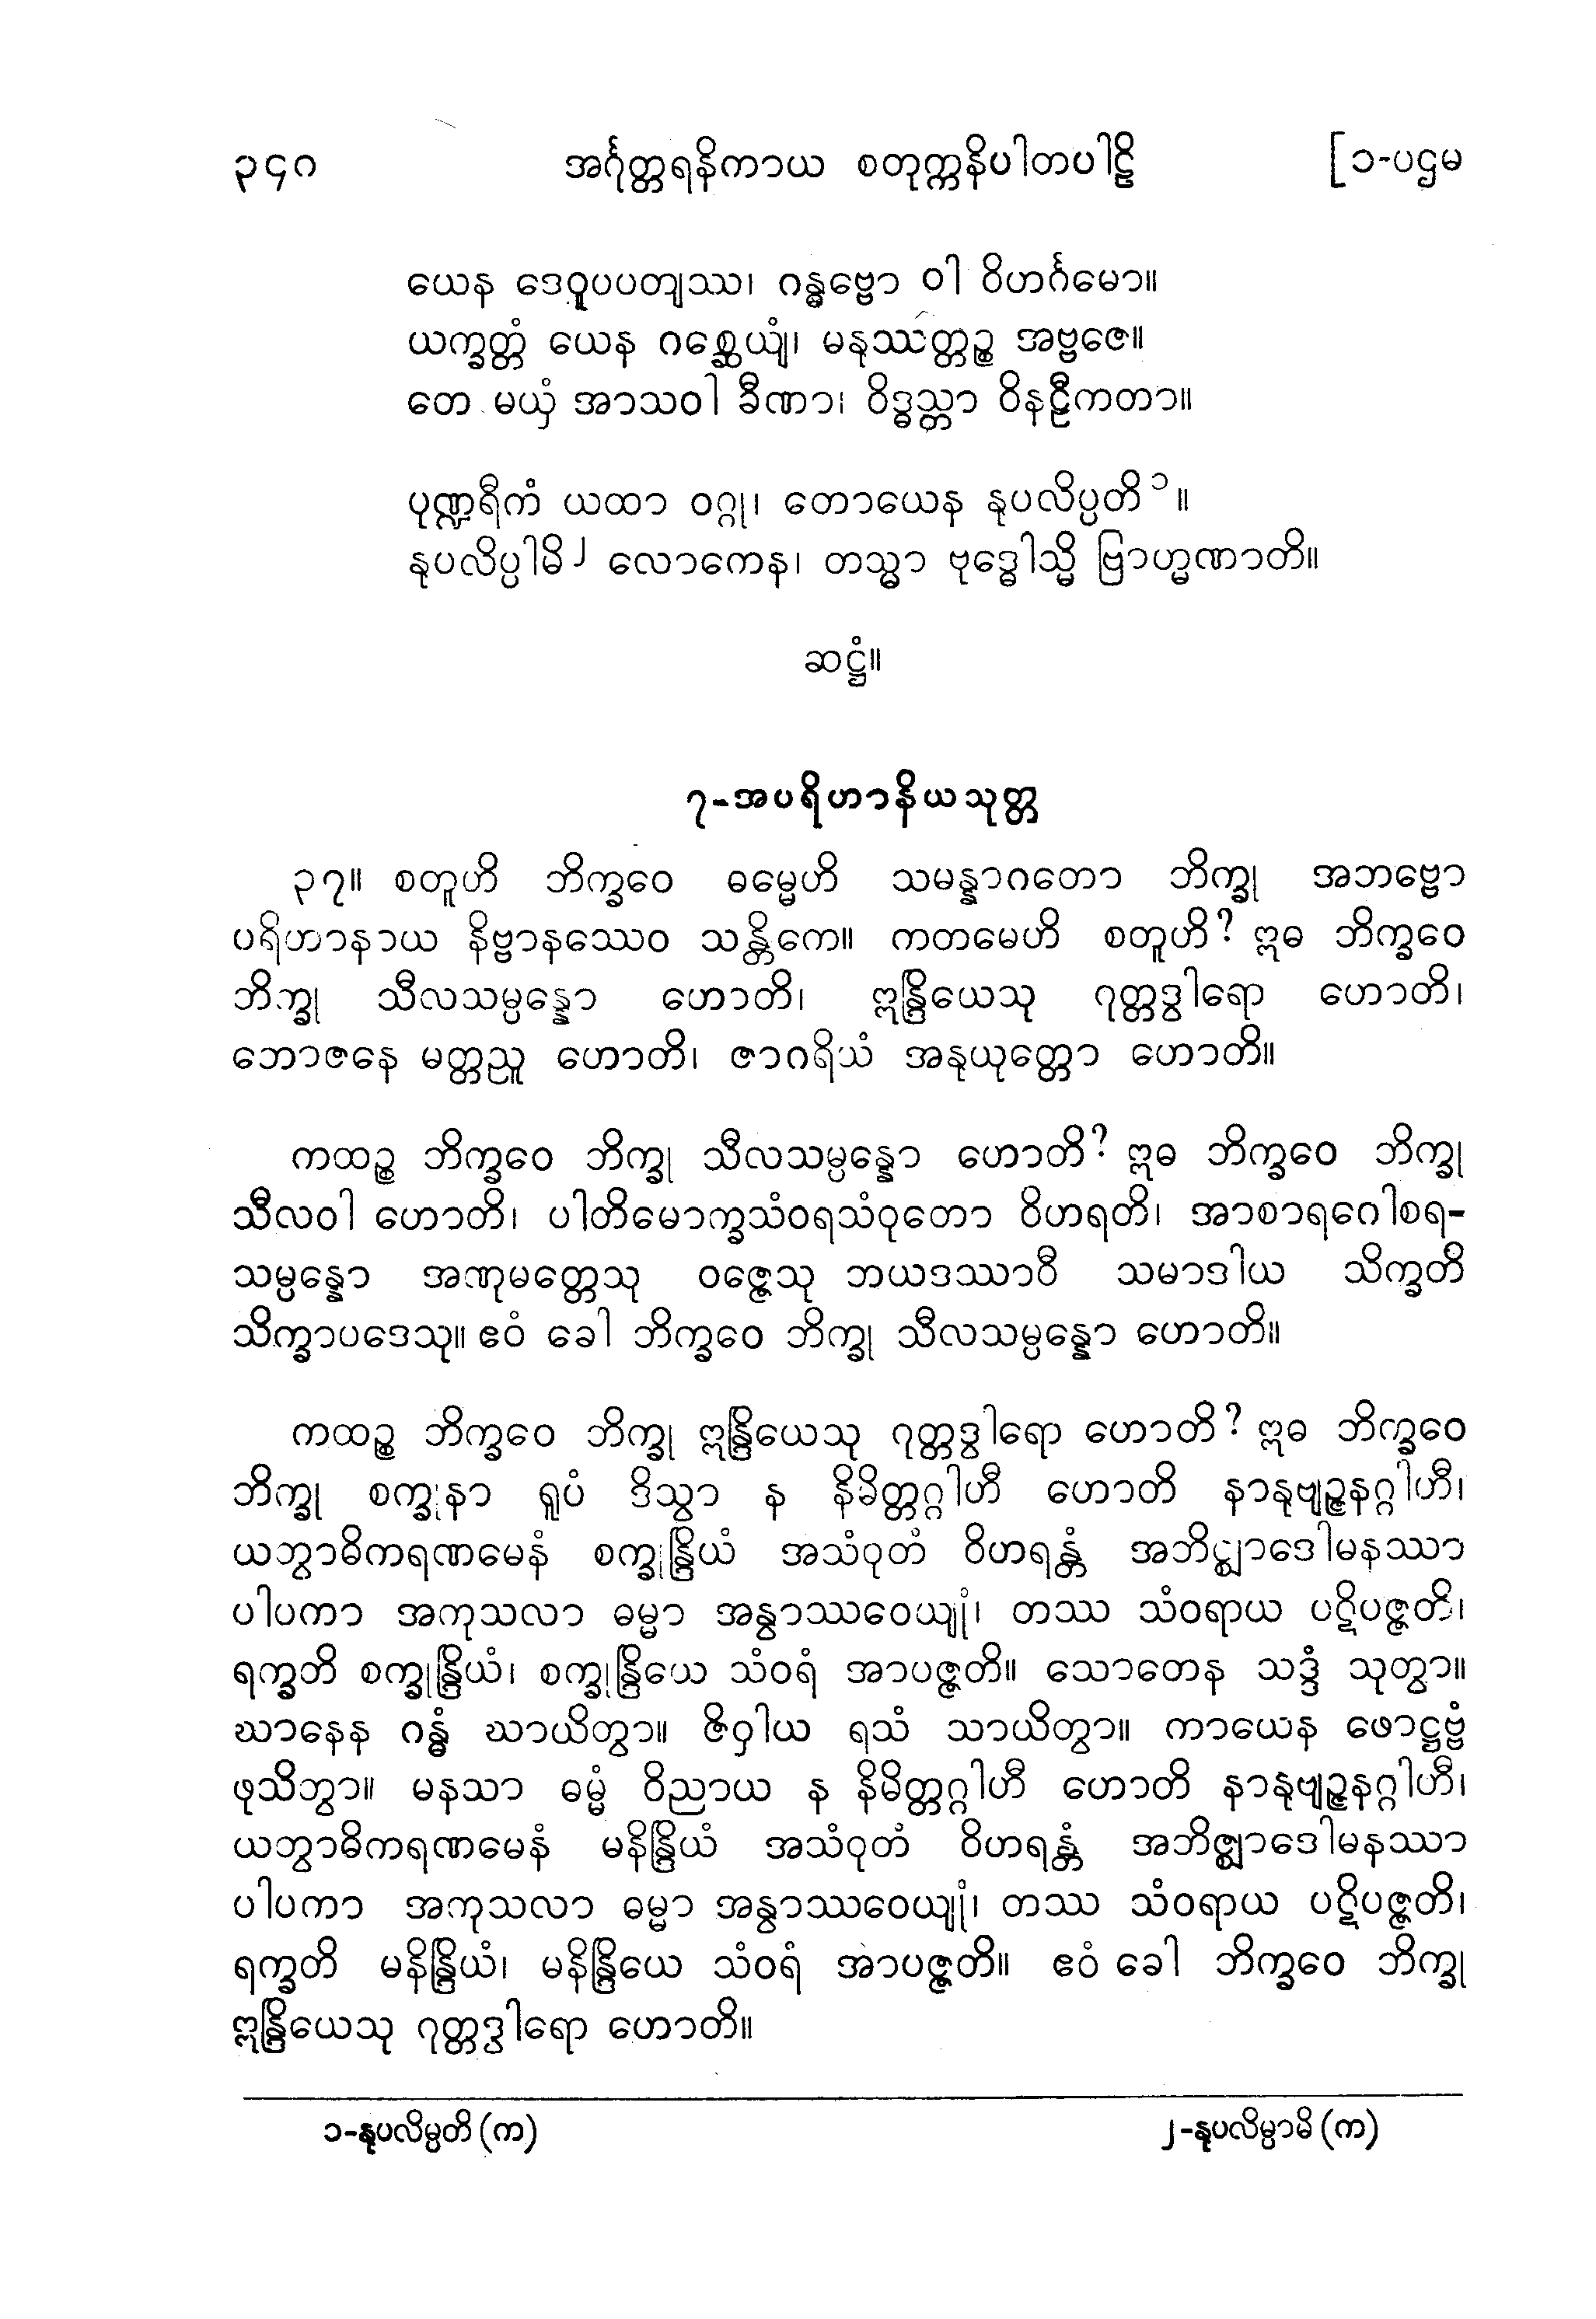 ၃၄၈ အင်္ဂုတ္တရနိကာယ စတုက္ကနိပါတပါဠိ [၁-ပဌမ
ယေန ဒေဝူပပတျဿ၊ ဂန္ဓဗ္ဗော ဝါ ဝိဟင်္ဂမော။
ယက္ခတ္တံ ယေန ဂစ္ဆေယျံ၊ မနုဿတ္တဉ္စ အဗ္ဗဇေ။
တေ မယှံ အာသဝါ ခီဏာ၊ ဝိဒ္ဓသ္တာ ဝိနဠီကတာ။
ပုဏ္ဍရီကံ ယထာ ဝဂ္ဂု၊ တောယေန နုပလိပ္ပတိ၁။
နုပလိပ္ပါမိ၂ လောကေန၊ တသ္မာ ဗုဒ္ဓေါသ္မိ ဗြာဟ္မဏာတိ။
ဆဋ္ဌံ။
၇-အပရိဟာနိယသုတ္တ
၃၇။ စတူဟိ ဘိက္ခဝေ ဓမ္မေဟိ သမန္နာဂတော ဘိက္ခု အဘဗ္ဗော
ပရိဟာနာယ နိဗ္ဗာနဿေဝ သန္တိကေ။ ကတမေဟိ စတူဟိ? ဣဓ ဘိက္ခဝေ
ဘိက္ခု သီလသမ္ပန္နော ဟောတိ၊ ဣန္ဒြိယေသု ဂုတ္တဒွါရော ဟောတိ၊
ဘောဇနေ မတ္တညူ ဟောတိ၊ ဇာဂရိယံ အနုယုတ္တော ဟောတိ။
ကထဉ္စ ဘိက္ခဝေ ဘိက္ခု သီလသမ္ပန္နော ဟောတိ? ဣဓ ဘိက္ခဝေ ဘိက္ခု
သီလဝါ ဟောတိ၊ ပါတိမောက္ခသံဝရသံဝုတော ဝိဟရတိ၊ အာစာရဂေါစရ-
သမ္ပန္နော အဏုမတ္တေသု ဝဇ္ဇေသု ဘယဒဿာဝီ သမာဒါယ သိက္ခတိ
သိက္ခာပဒေသု။ ဧဝံ ခေါ ဘိက္ခဝေ ဘိက္ခု သီလသမ္ပန္နော ဟောတိ။
ကထဉ္စ ဘိက္ခဝေ ဘိက္ခု ဣန္ဒြိယေသု ဂုတ္တဒွါရော ဟောတိ? ဣဓ ဘိက္ခဝေ
ဘိက္ခု စက္ခုနာ ရူပံ ဒိသွာ န နိမိတ္တဂ္ဂါဟီ ဟောတိ နာနုဗျဉ္ဇနဂ္ဂါဟီ၊
ယတွာဓိကရဏမေနံ စက္ခုန္ဒြိယံ အသံဝုတံ ဝိဟရန္တံ အဘိဇ္ဈာဒေါမနဿာ
ပါပကာ အကုသလာ ဓမ္မာ အနွာဿဝေယျုံ၊ တဿ သံဝရာယ ပဋိပဇ္ဇတိ၊
ရက္ခတိ စက္ခုန္ဒြိယံ၊ စက္ခုန္ဒြိယေ သံဝရံ အာပဇ္ဇတိ။ သောတေန သဒ္ဒံ သုတွာ။
ဃာနေန ဂန္ဓံ ဃာယိတွာ။ ဇိဝှါယ ရသံ သာယိတွာ။ ကာယေန ဖောဋ္ဌဗ္ဗံ
ဖုသိတွာ။ မနသာ ဓမ္မံ ဝိညာယ န နိမိတ္တဂ္ဂါဟီ ဟောတိ နာနုဗျဉ္ဇနဂ္ဂါဟီ၊
ယတွာဓိကရဏမေနံ မနိန္ဒြိယံ အသံဝုတံ ဝိဟရန္တံ အဘိဇ္ဈာဒေါမနဿာ
ပါပကာ အကုသလာ ဓမ္မာ အနွာဿဝေယျုံ၊ တဿ သံဝရာယ ပဋိပဇ္ဇတိ၊
ရက္ခတိ မနိန္ဒြိယံ၊ မနိန္ဒြိယေ သံဝရံ အာပဇ္ဇတိ။ ဧဝံ ခေါ ဘိက္ခဝေ ဘိက္ခု
ဣန္ဒြိယေသု ဂုတ္တဒွါရော ဟောတိ။
၁-နုပလိမ္ပတိ (က) ၂-နုပလိမ္ပာမိ (က)